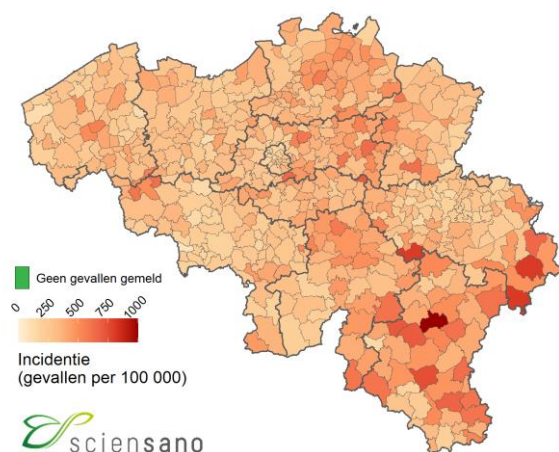 Geen gevallen gemeld
0
250
500
750
1000
Incidentie
(gevallen per 100 000)
sciensano